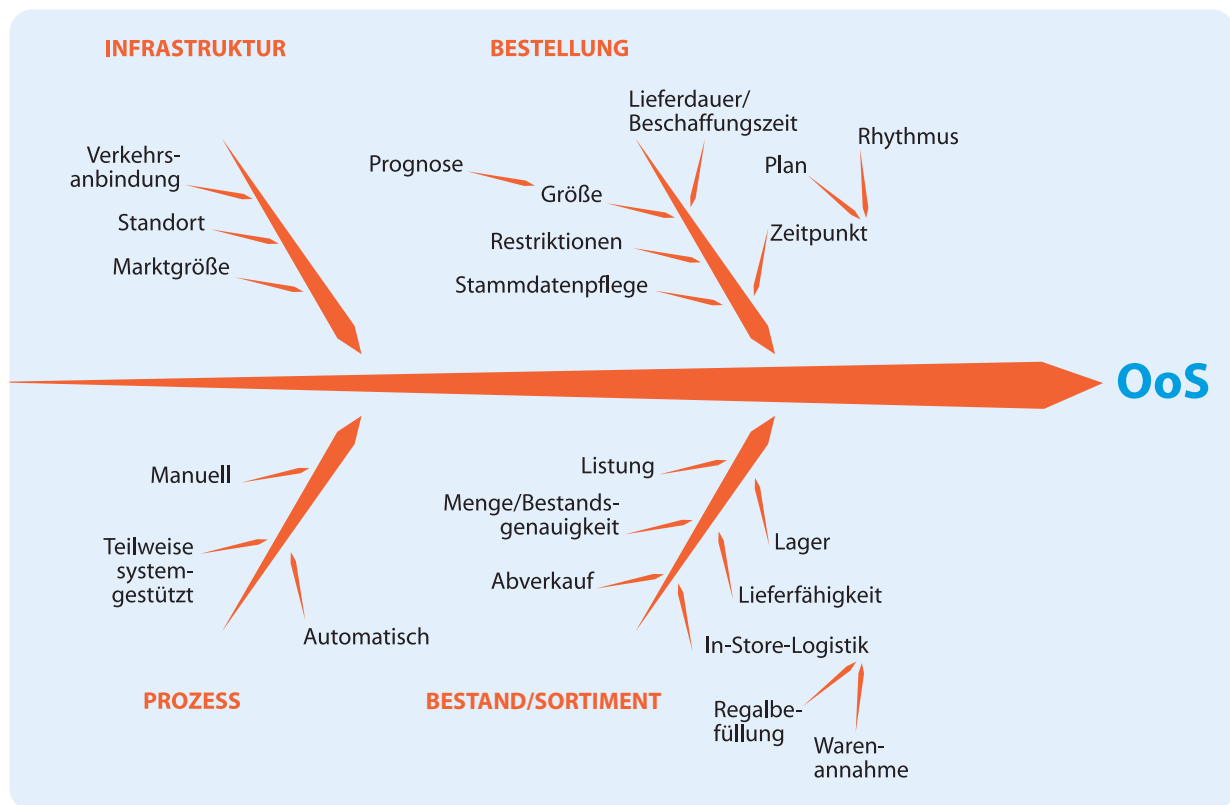 INFRASTRUKTUR
BESTELLUNG
Verkehrs-
anbindung
Standort
Marktgröße
Lieferdauer/
Beschaffungszeit
Prognose
Größe
Restriktionen
Stammdatenpflege
Rhythmus
Plan
Zeitpunkt
OoS
Manuell
Teilweise
system-
gestützt
Automatisch
Listung
Menge/Bestands-
genauigkeit
Abverkauf
Lager
Lieferfähigkeit
In-Store-Logistik
Regalbe-
füllung
Waren-
annahme
PROZESS
BESTAND/SORTIMENT